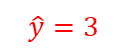 ŷ = 3